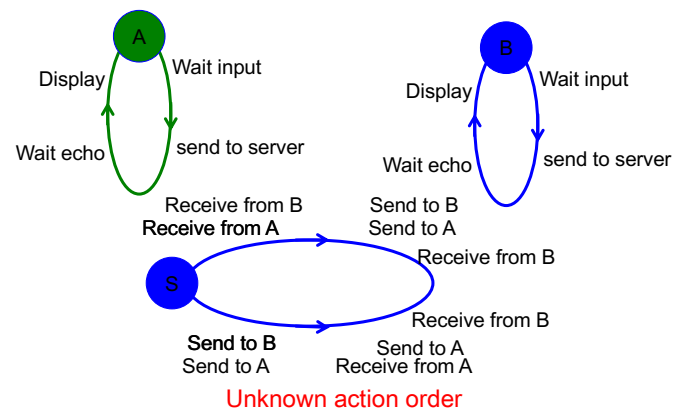 A
Wait input
Display
Wait echo
send to server
B
Wait input
Display
Wait echo
send to server
Receive from B
Receive from A
Send to B
Send to A
Receive from B
S
Receive from B
Send to B
Send to A
Send to A
Receive from A
Unknown action order